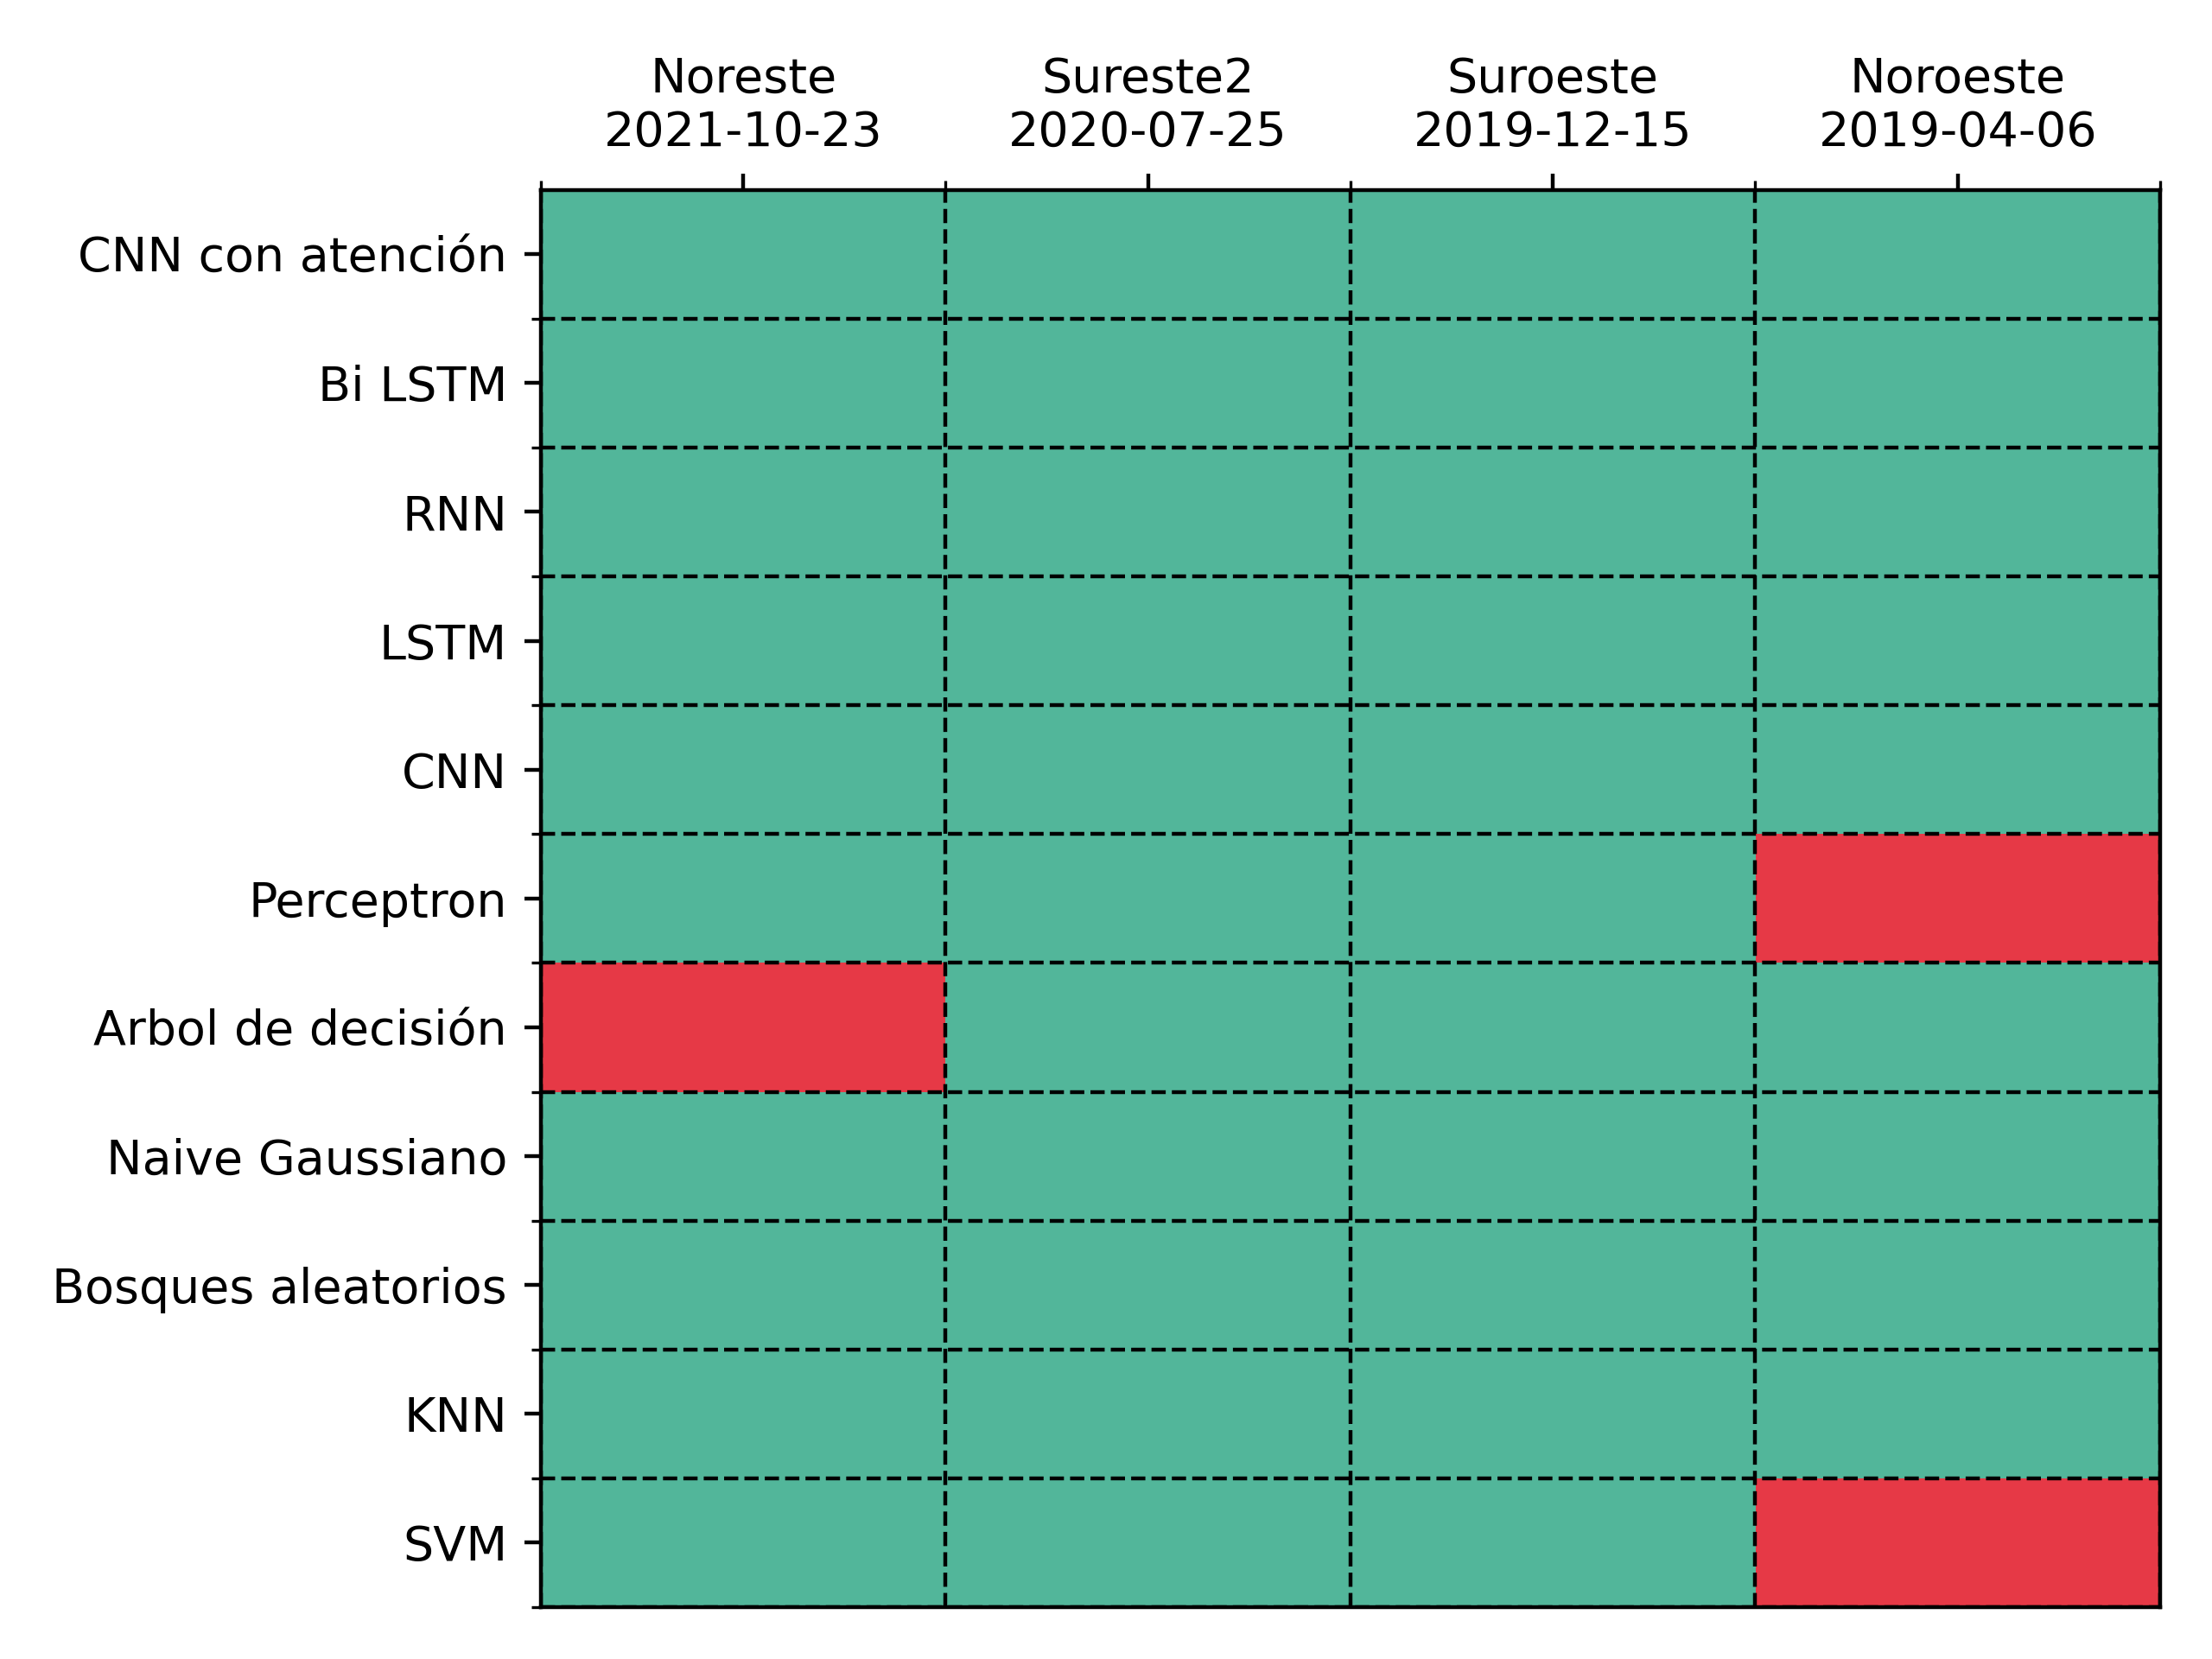 Noreste
2021-10-23
Sureste2
2020-07-25
Suroeste
2019-12-15
Noroeste
2019-04-06
CNN con atención
Bi LSTM
RNN
LSTM
CNN
Perceptron
Arbol de decisión
Naive Gaussiano
Bosques aleatorios
KNN
SVM